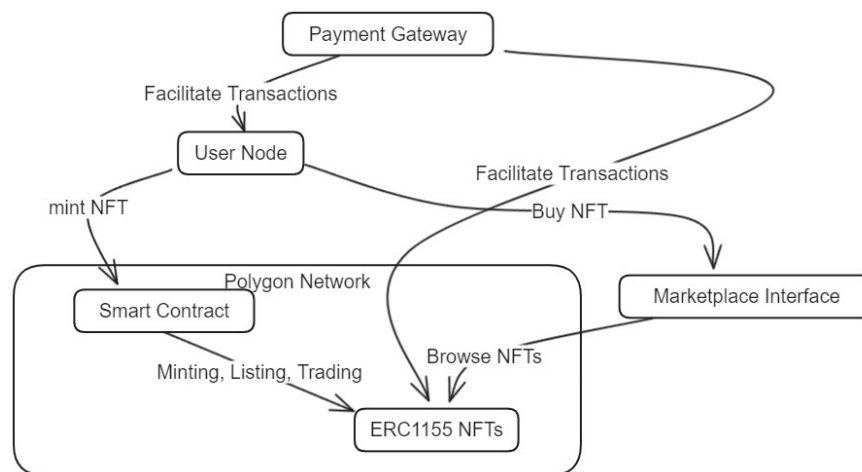 Payment Gateway
Facilitate Transactions
User Node
Facilitate Transactions
mint NFT
Buy NFT
Polygon Network
Smart Contract
Marketplace Interface
Browse NFTs
Minting, Listing, Trading
ERC1155 NFTs